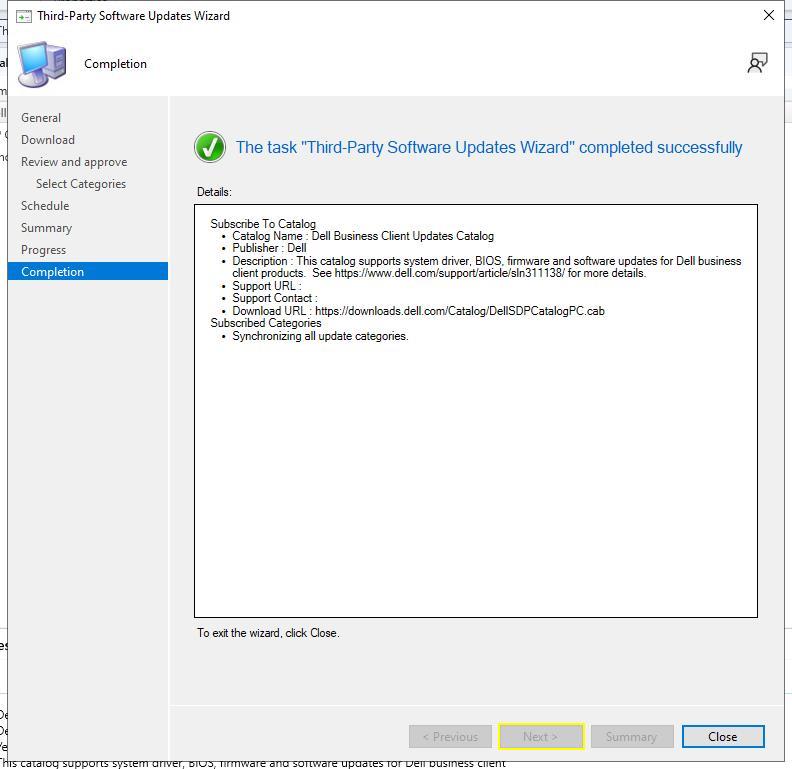 Third-Party Software Updates Wizard
Completion
General
Download
Review and approve
Select Categories
Schedule
Summary
Progress
Completion
The task "Third-Party Software Updates Wizard" completed successfully
Details:
Subscribe To Catalog
• Catalog Name : Dell Business Client Updates Catalog
• Publisher : Dell
• Description : This catalog supports system driver, BIOS, firmware and software updates for Dell business
client products. See https://www.dell.com/support/article/sln311138/ for more details.
• Support URL :
• Support Contact :
• Download URL : https://downloads.dell.com/Catalog/DellSDPCatalogPC.cab
Subscribed Categories
• Synchronizing all update categories.
To exit the wizard, click Close.
< Previous
Next >
Summary
Close
This catalog supports system driver, BIOS, firmware and software updates for Dell business client